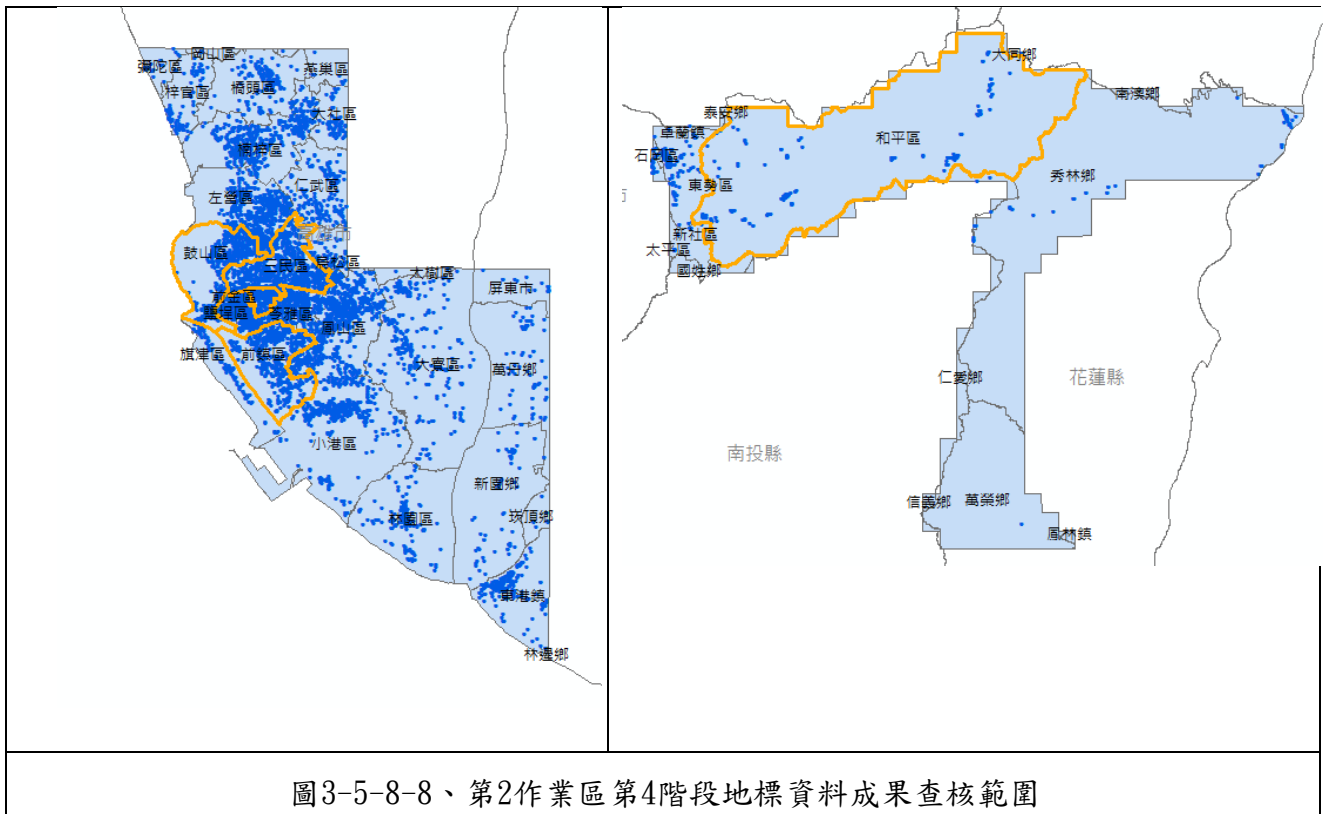 岡山區
彌陀區
燕巢區
橋頭區
梓官區
大社區
楠梓區
仁武區
左營區
高雄市
鼓山區
三民區
鳥松區
大樹區
屏東市
前金區
鹽埕區
苓雅區
鳳山區
旗津區
前鎮區
大寮區
萬丹鄉
小港區
新園鄉
林園區
崁頂鄉
東港鎮
林邊鄉
大同鄉
南澳鄉
泰安鄉
卓蘭鎮
和平區
石岡區
東勢區
秀林鄉
市
新社區
太平區
國姓鄉
仁愛鄉
花蓮縣
南投縣
信義鄉
萬榮鄉
鳳林鎮
圖3-5-8-8、第2作業區第4階段地標資料成果查核範圍